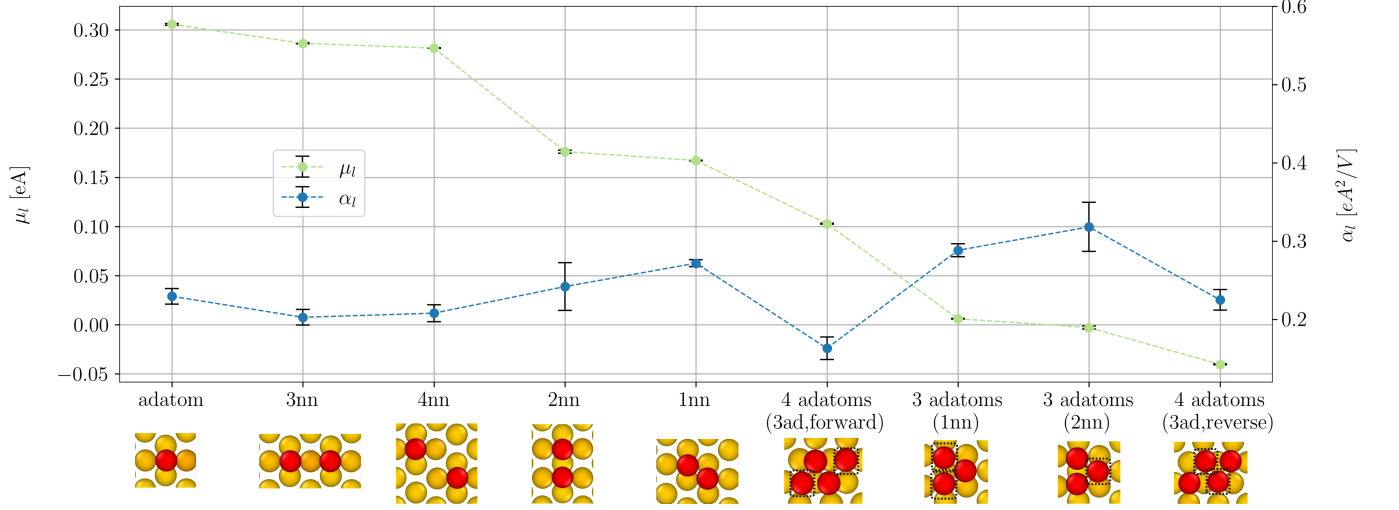 0.30
0.25
0.20
0.15
0.10
0.05
0.00
−0.05
μₗ [eA]
0.6
0.5
0.4
0.3
0.2
αₗ [eA²/V]
μₗ
αₗ
adatom
3nn
4nn
2nn
1nn
4 adatoms
(3ad,forward)
3 adatoms
(1nn)
3 adatoms
(2nn)
4 adatoms
(3ad,reverse)